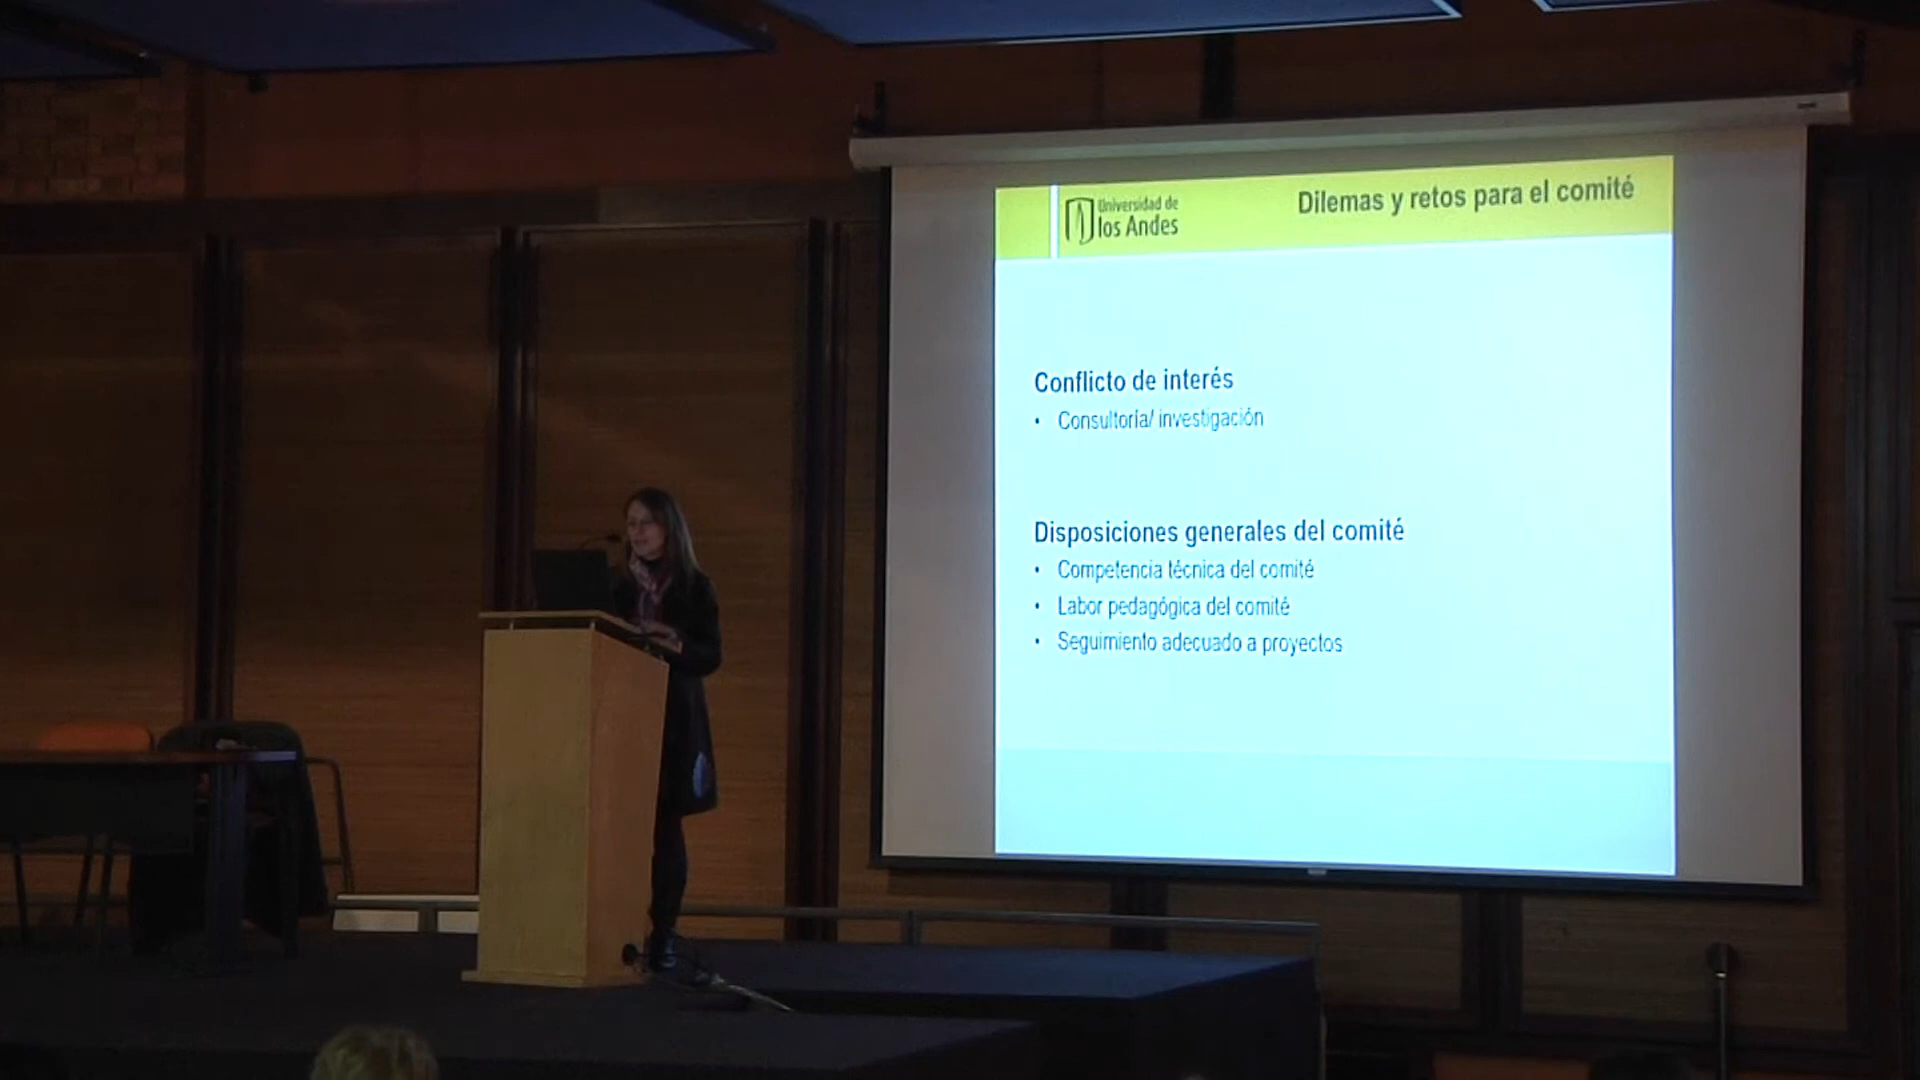 Universidad de
los Andes
Dilemas y retos para el comité
Conflicto de interés
• Consultoría/ investigación
Disposiciones generales del comité
• Competencia técnica del comité
• Labor pedagógica del comité
• Seguimiento adecuado a proyectos